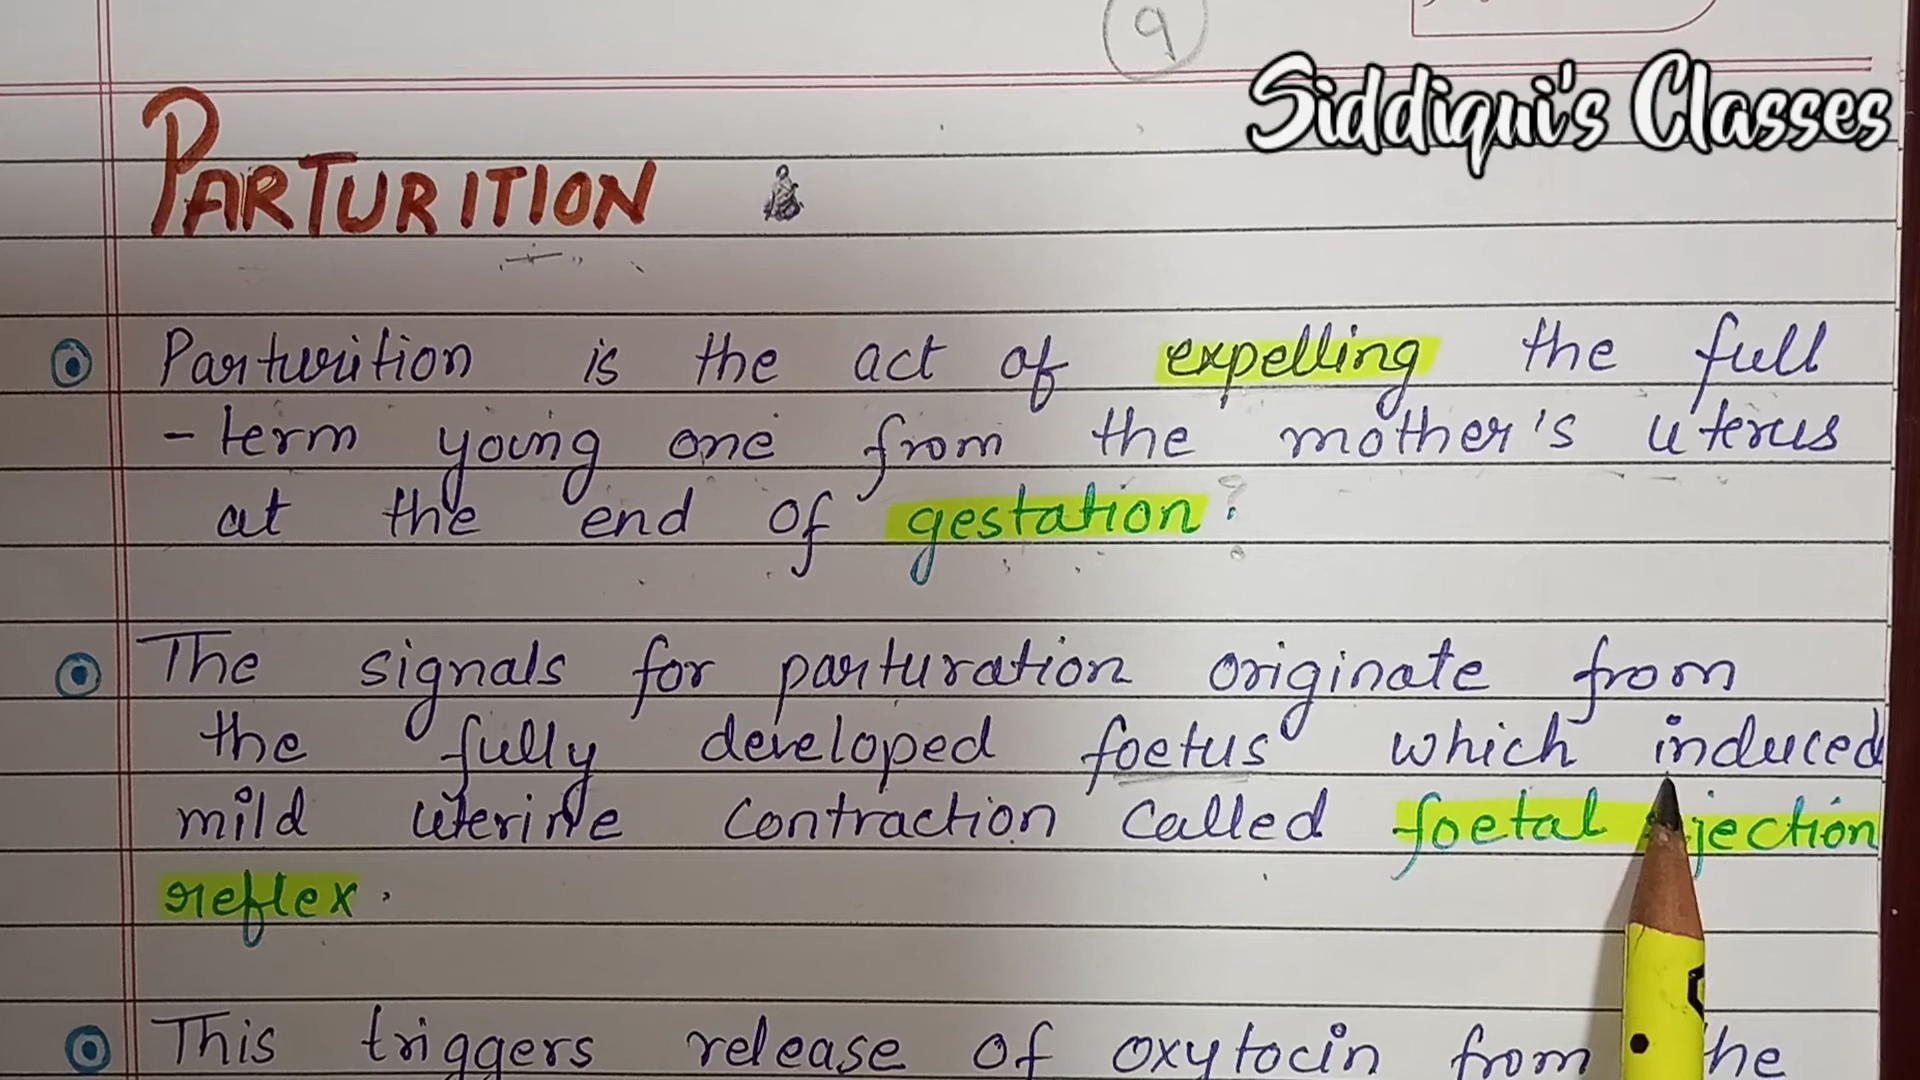 9
Siddiqui's Classes
PARTURITION
Parturition is the act of expelling the full
-term young one from the mother's uterus
at the end of gestation.
The signals for parturation originate from
the fully developed foetus which induced
mild uterine contraction called foetal jection
reflex.
This triggers release of oxytocin from the